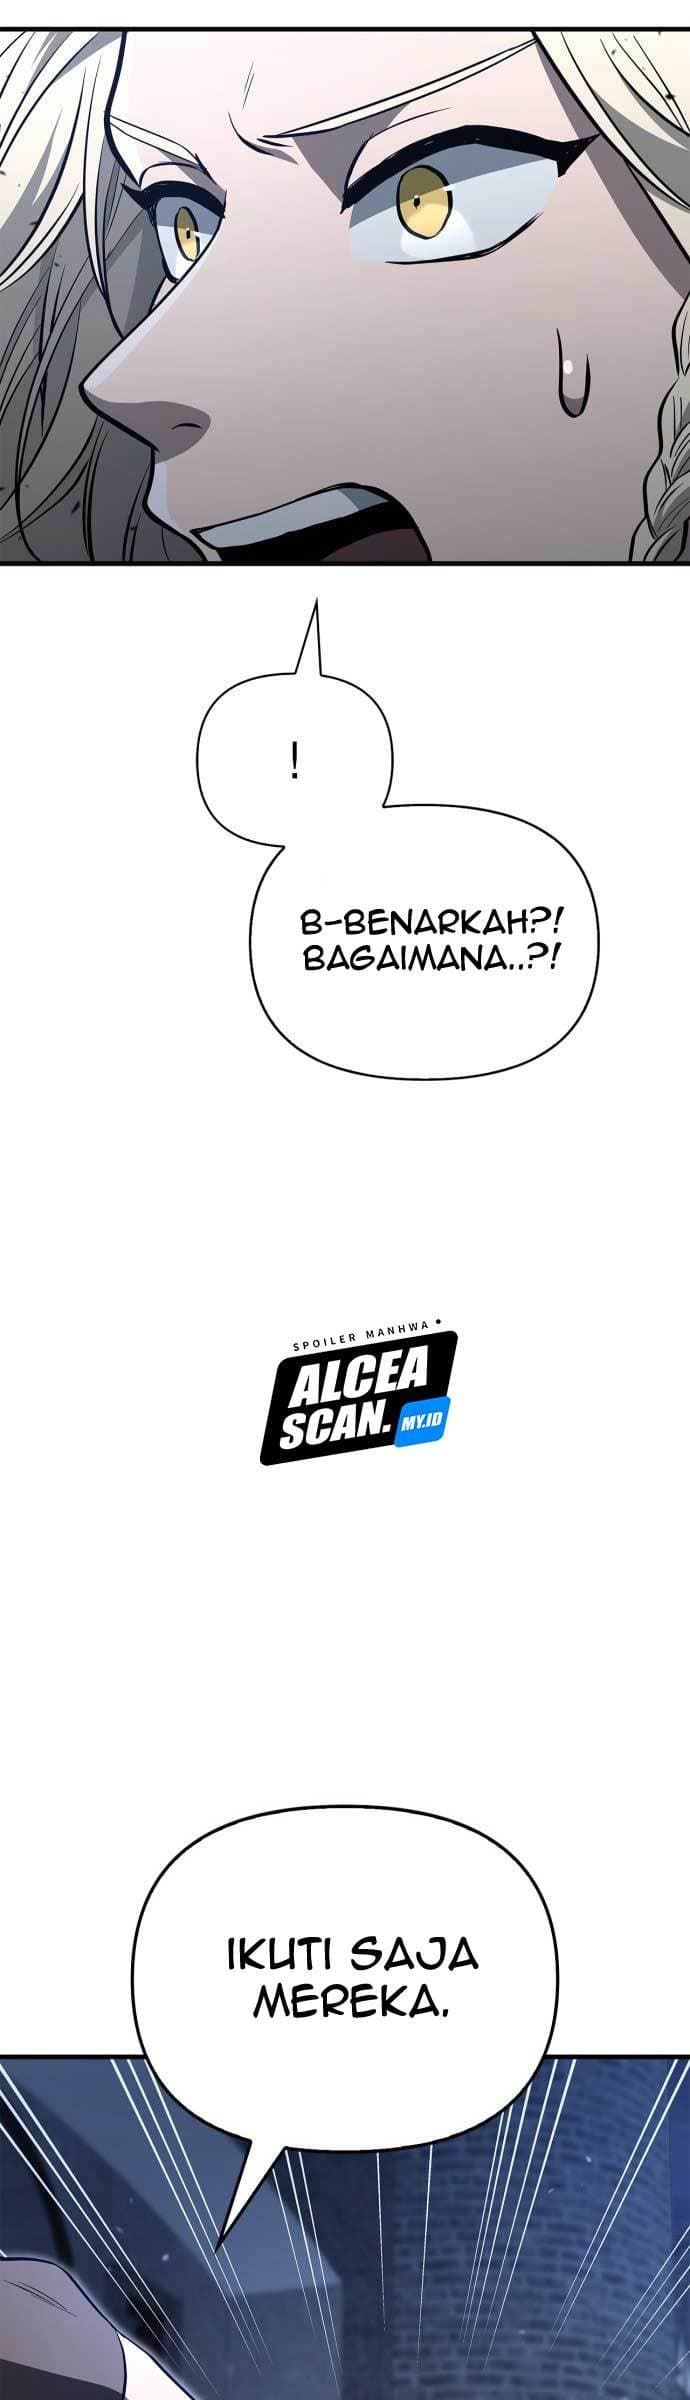 !
B-BENARKAH?!
BAGAIMANA..?!
SPOILER MANHWA
ALCEA
SCAN.
MY.ID
IKUTI SAJA
MEREKA.